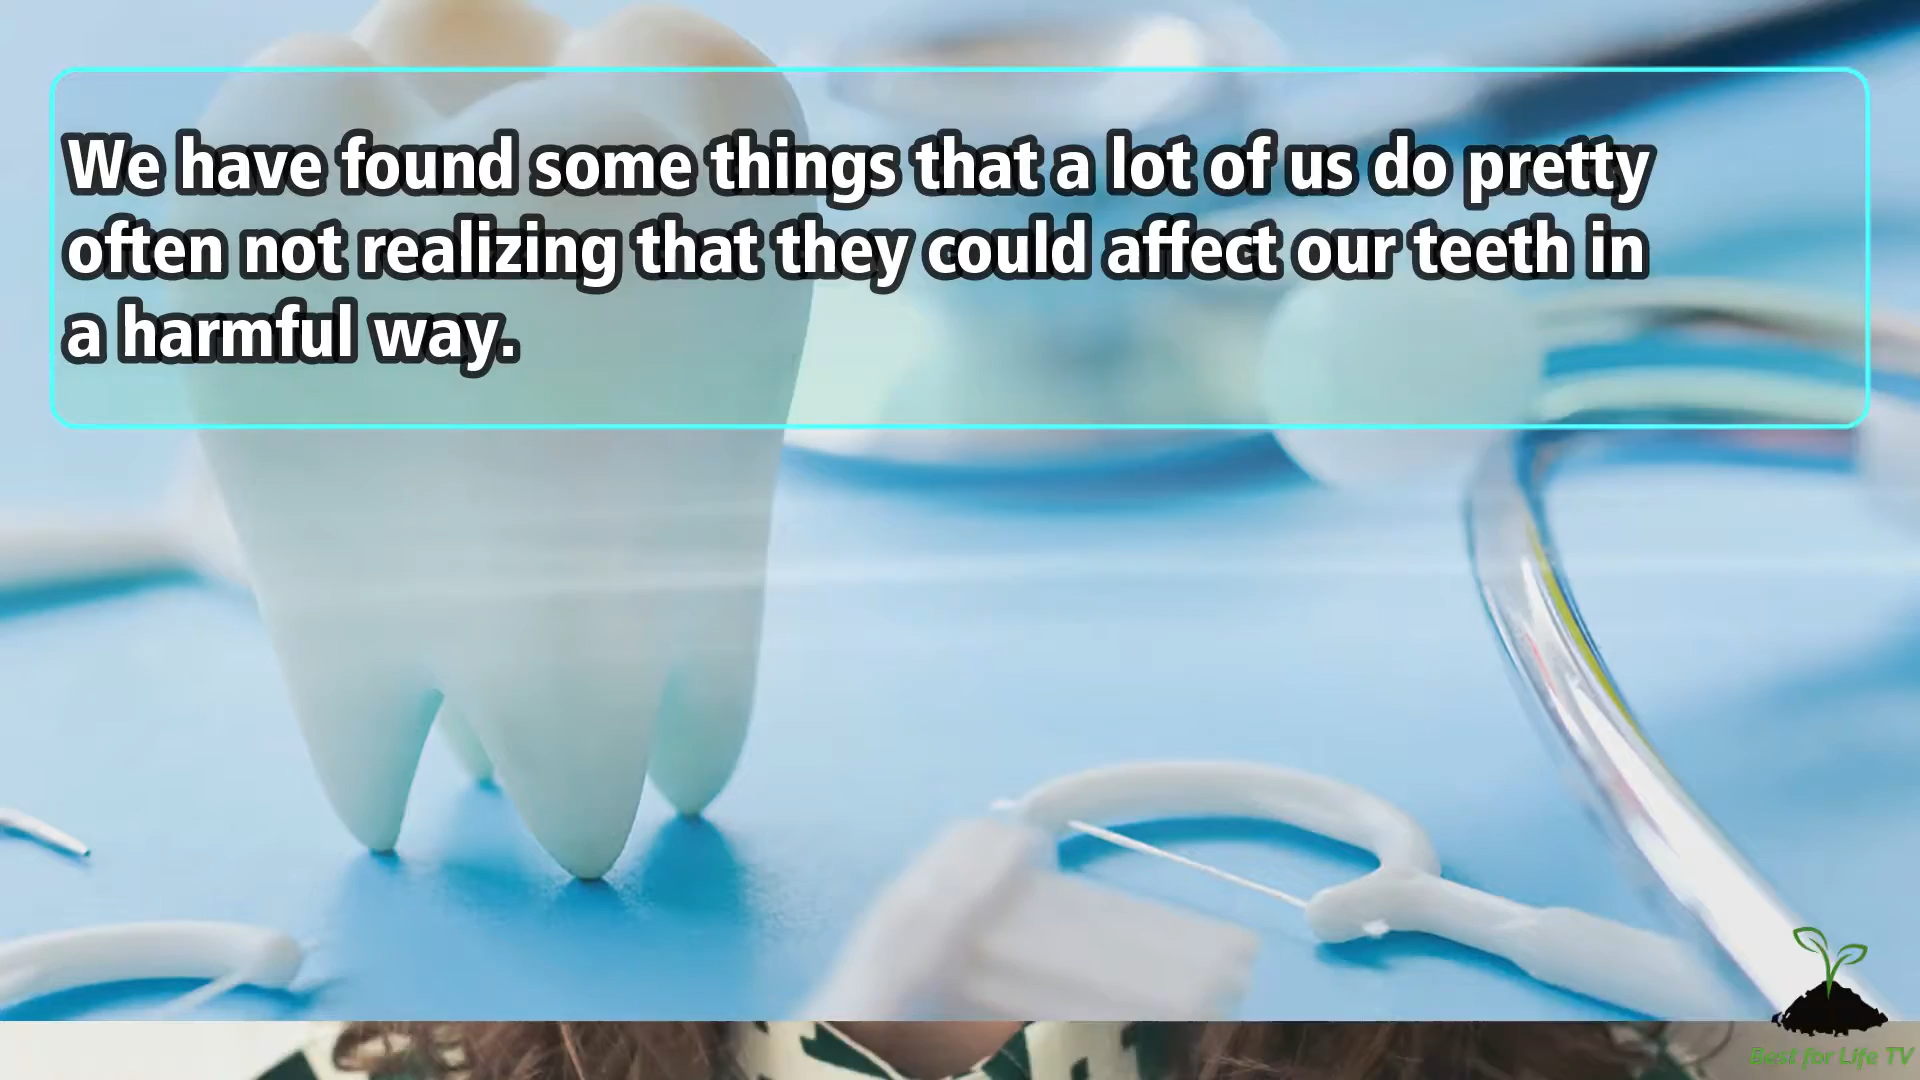 We have found some things that a lot of us do pretty
often not realizing that they could affect our teeth in
a harmful way.
Best for Life TV